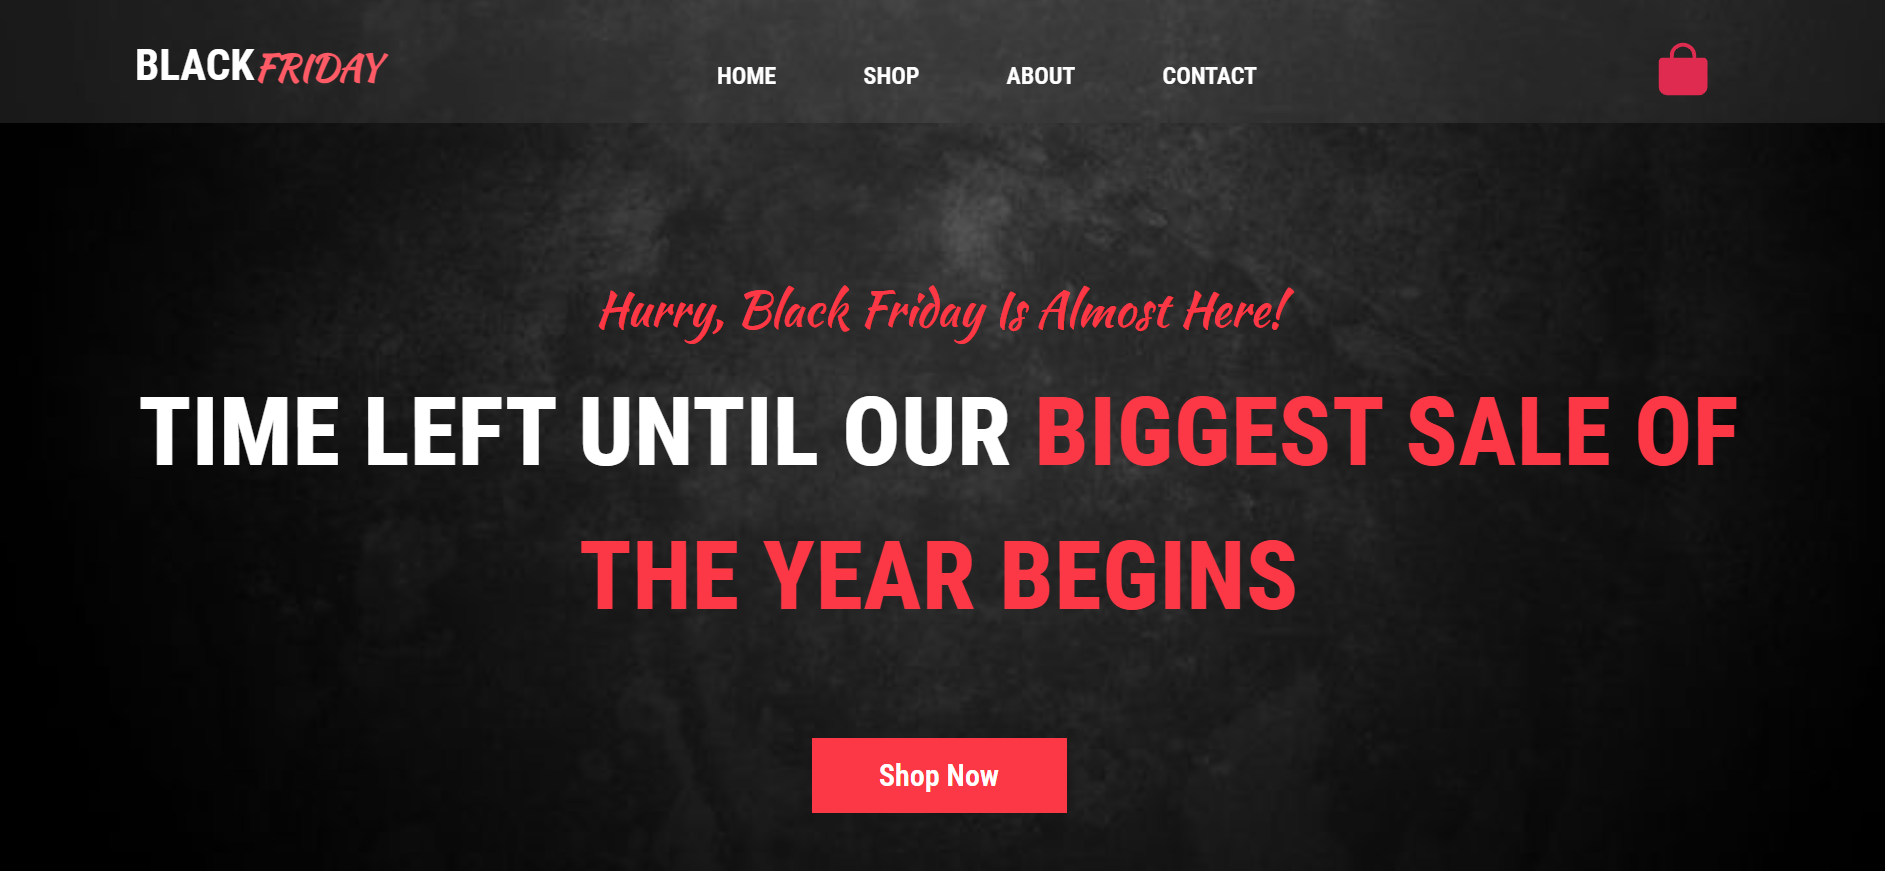 BLACK FRIDAY
HOME SHOP ABOUT CONTACT
Hurry, Black Friday Is Almost Here!
TIME LEFT UNTIL OUR BIGGEST SALE OF
THE YEAR BEGINS
Shop Now